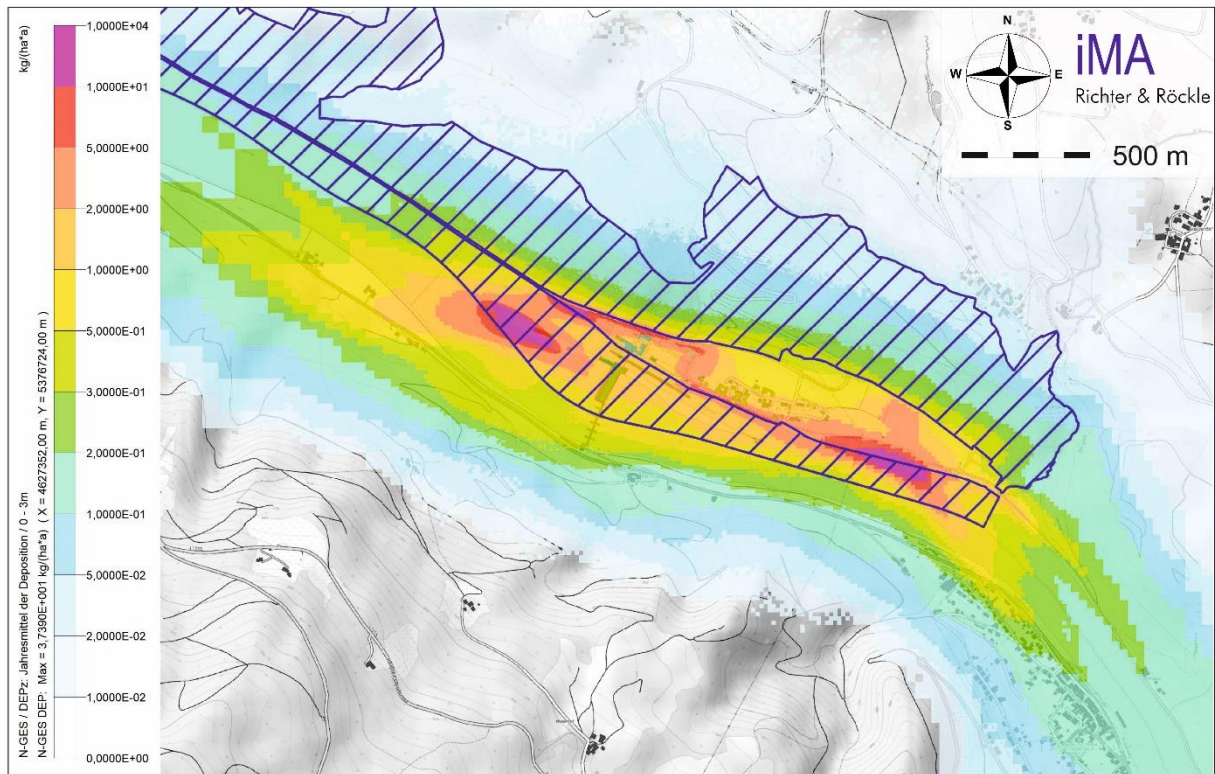 kg/(ha*a)
1,0000E+04
1,0000E+01
5,0000E+00
2,0000E+00
1,0000E+00
5,0000E-01
3,0000E-01
2,0000E-01
1,0000E-01
5,0000E-02
2,0000E-02
1,0000E-02
0,0000E+00
N-GES / DEPz: Jahresmittel der Deposition / 0 - 3m
N-GES DEP: Max = 3,7390E+001 kg/(ha*a) ( X = 4627352,00 m, Y = 5376724,00 m )
N
W E
S
iMA
Richter & Röckle
500 m